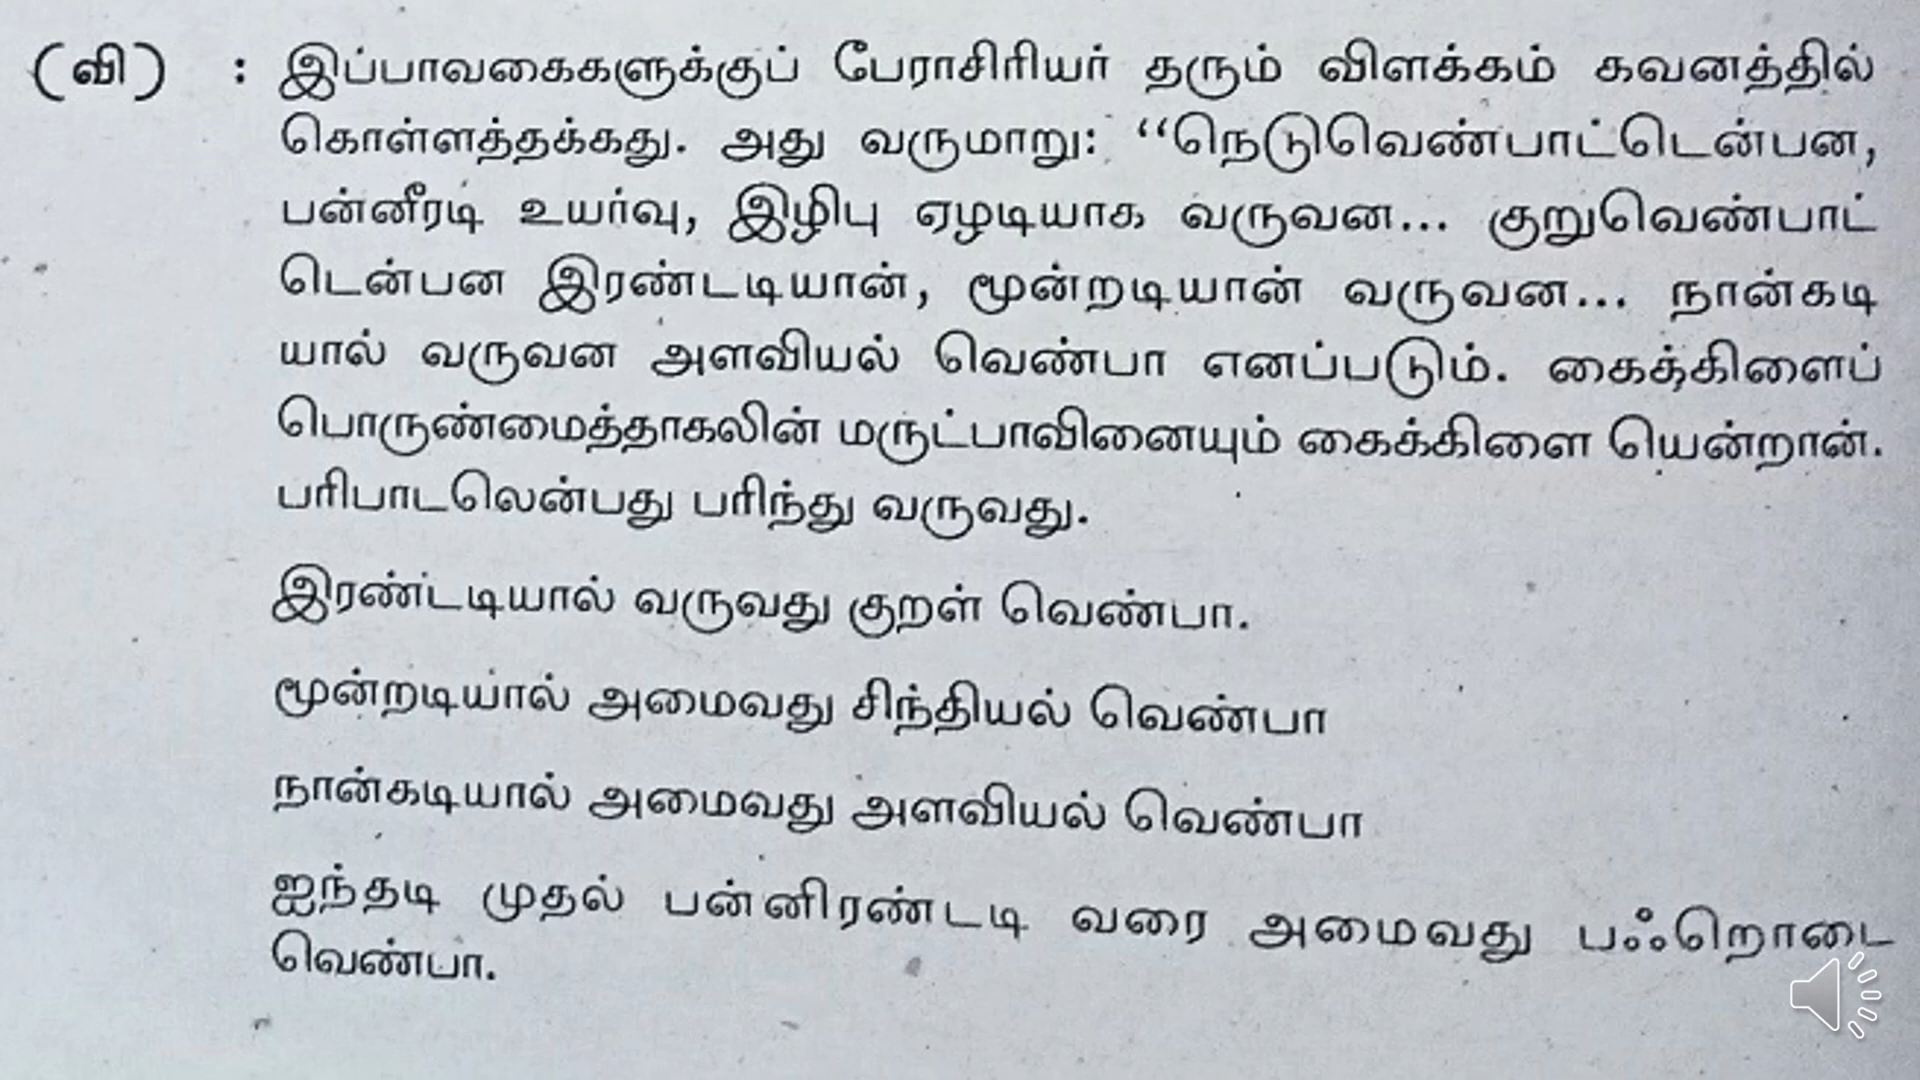 (வி) : இப்பாவகைகளுக்குப் பேராசிரியர் தரும் விளக்கம் கவனத்தில்
கொள்ளத்தக்கது. அது வருமாறு: “நெடுவெண்பாட்டென்பன,
பன்னீரடி உயர்வு, இழிபு ஏழடியாக வருவன... குறுவெண்பாட்
டென்பன இரண்டடியான், மூன்றடியான் வருவன... நான்கடி
யால் வருவன அளவியல் வெண்பா எனப்படும். கைத்கிளைப்
பொருண்மைத்தாகலின் மருட்பாவினையும் கைக்கிளை யென்றான்.
பரிபாடலென்பது பரிந்து வருவது.
இரண்டடியால் வருவது குறள் வெண்பா.
மூன்றடியால் அமைவது சிந்தியல் வெண்பா
நான்கடியால் அமைவது அளவியல் வெண்பா
ஐந்தடி முதல் பன்னிரண்டடி வரை அமைவது பஃறொடை
வெண்பா.